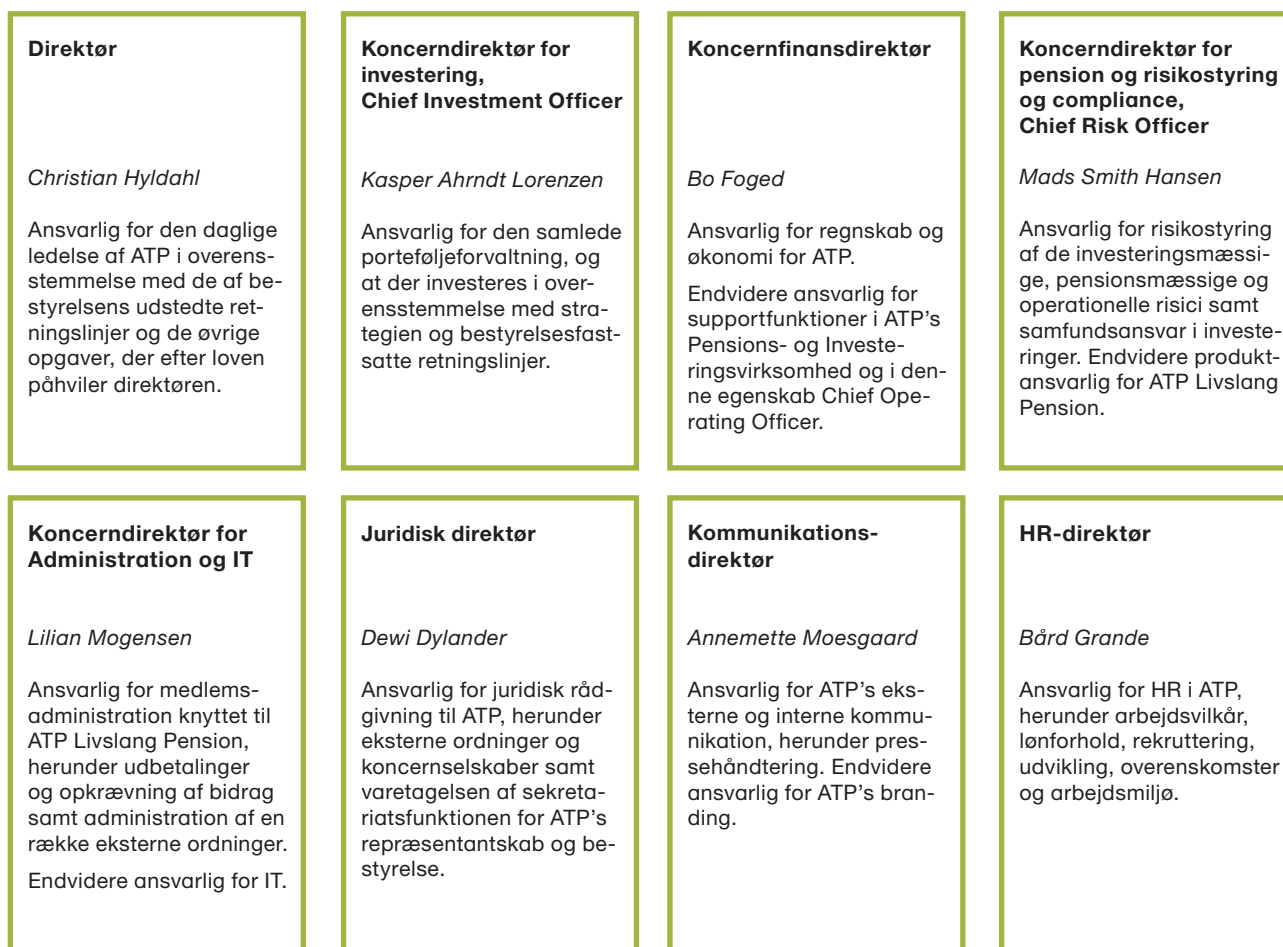 Direktør
Christian Hyldahl
Ansvarlig for den daglige
ledelse af ATP i overens-
stemmelse med de af be-
styrelsens udstedte ret-
ningslinjer og de øvrige
opgaver, der efter loven
påhviler direktøren.
Koncerndirektør for
investering,
Chief Investment Officer
Kasper Ahrndt Lorenzen
Ansvarlig for den samlede
porteføljeforvaltning, og
at der investeres i over-
ensstemmelse med stra-
tegien og bestyrelsesfast-
satte retningslinjer.
Koncernfinansdirektør
Bo Foged
Ansvarlig for regnskab og
økonomi for ATP.
Endvidere ansvarlig for
supportfunktioner i ATP's
Pensions- og Investe-
ringsvirksomhed og i den-
ne egenskab Chief Ope-
rating Officer.
Koncerndirektør for
pension og risikostyring
og compliance,
Chief Risk Officer
Mads Smith Hansen
Ansvarlig for risikostyring
af de investeringsmæssi-
ge, pensionsmæssige og
operationelle risici samt
samfundsansvar i investe-
ringer. Endvidere produkt-
ansvarlig for ATP Livslang
Pension.
Koncerndirektør for
Administration og IT
Lilian Mogensen
Ansvarlig for medlems-
administration knyttet til
ATP Livslang Pension,
herunder udbetalinger
og opkrævning af bidrag
samt administration af en
række eksterne ordninger.
Endvidere ansvarlig for IT.
Juridisk direktør
Dewi Dylander
Ansvarlig for juridisk råd-
givning til ATP, herunder
eksterne ordninger og
koncernselskaber samt
varetagelsen af sekreta-
riatsfunktionen for ATP's
repræsentantskab og be-
styrelse.
Kommunikations-
direktør
Annemette Moesgaard
Ansvarlig for ATP's eks-
terne og interne kommu-
nikation, herunder pres-
sehåndtering. Endvidere
ansvarlig for ATP's bran-
ding.
HR-direktør
Bård Grande
Ansvarlig for HR i ATP,
herunder arbejdsvilkår,
lønforhold, rekruttering,
udvikling, overenskomster
og arbejdsmiljø.